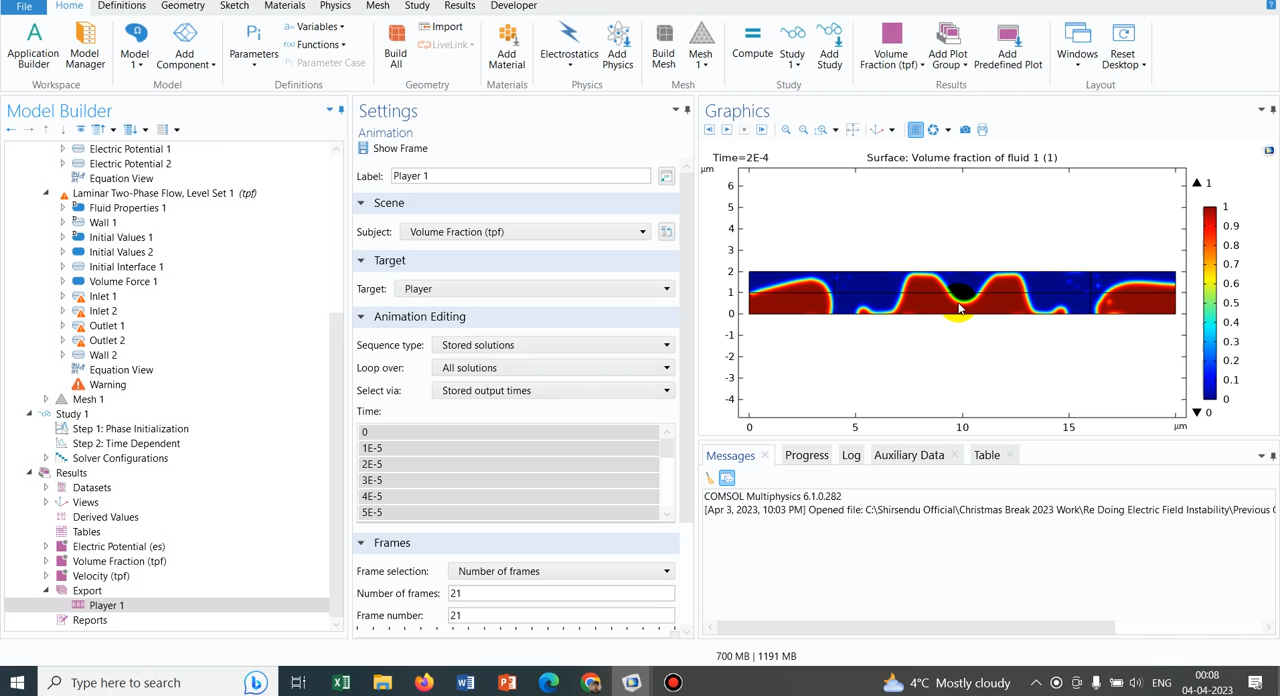 File Home Definitions Geometry Sketch Materials Physics Mesh Study Results Developer
Application Builder
Model Manager
Workspace
Model 1
Add Component
Model
Parameters
a= Variables
f(x) Functions
Pi Parameter Case
Definitions
Build All
Import
LiveLink
Geometry
Add Material
Materials
Electrostatics
Add Physics
Physics
Build Mesh
Mesh 1
Mesh
Compute
Study 1
Add Study
Study
Volume Fraction (tpf)
Add Plot Group
Add Predefined Plot
Results
Windows
Reset Desktop
Layout
Model Builder
Electric Potential 1
Electric Potential 2
Equation View
Laminar Two-Phase Flow, Level Set 1 (tpf)
Fluid Properties 1
Wall 1
Initial Values 1
Initial Values 2
Initial Interface 1
Volume Force 1
Inlet 1
Inlet 2
Outlet 1
Outlet 2
Wall 2
Equation View
Warning
Mesh 1
Study 1
Step 1: Phase Initialization
Step 2: Time Dependent
Solver Configurations
Results
Datasets
Views
Derived Values
Tables
Electric Potential (es)
Volume Fraction (tpf)
Velocity (tpf)
Export
Player 1
Reports
Settings
Animation
Show Frame
Label: Player 1
Scene
Subject: Volume Fraction (tpf)
Target
Target: Player
Animation Editing
Sequence type: Stored solutions
Loop over: All solutions
Select via: Stored output times
Time:
0
1E-5
2E-5
3E-5
4E-5
5E-5
Frames
Frame selection: Number of frames
Number of frames: 21
Frame number: 21
Graphics
Time=2E-4 Surface: Volume fraction of fluid 1 (1)
μm
6
5
4
3
2
1
0
-1
-2
-3
-4
0 5 10 15 μm
▲ 1
1
0.9
0.8
0.7
0.6
0.5
0.4
0.3
0.2
0.1
0
▼ 0
Messages Progress Log Auxiliary Data Table
COMSOL Multiphysics 6.1.0.282
[Apr 3, 2023, 10:03 PM] Opened file: C:\Shirsendu Official\Christmas Break 2023 Work\Re Doing Electric Field Instability\Previous
700 MB | 1191 MB
Type here to search
4°C Mostly cloudy
ENG
00:08
04-04-2023